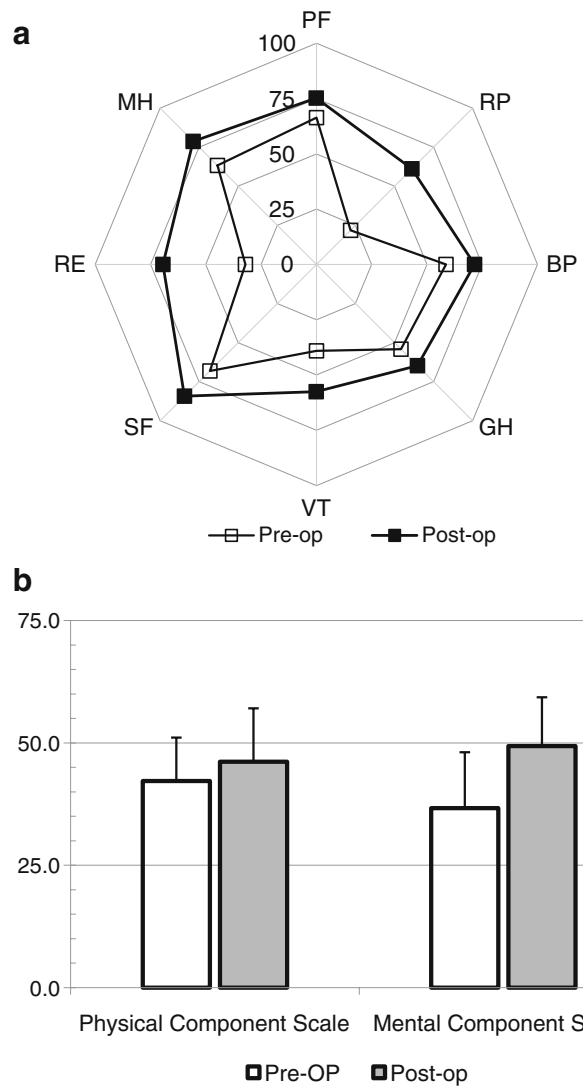 a
PF
100
MH
RP
75
50
25
RE
0
BP
SF
GH
VT
Pre-op Post-op
b
75.0
50.0
25.0
0.0
Physical Component Scale Mental Component S
Pre-OP Post-op